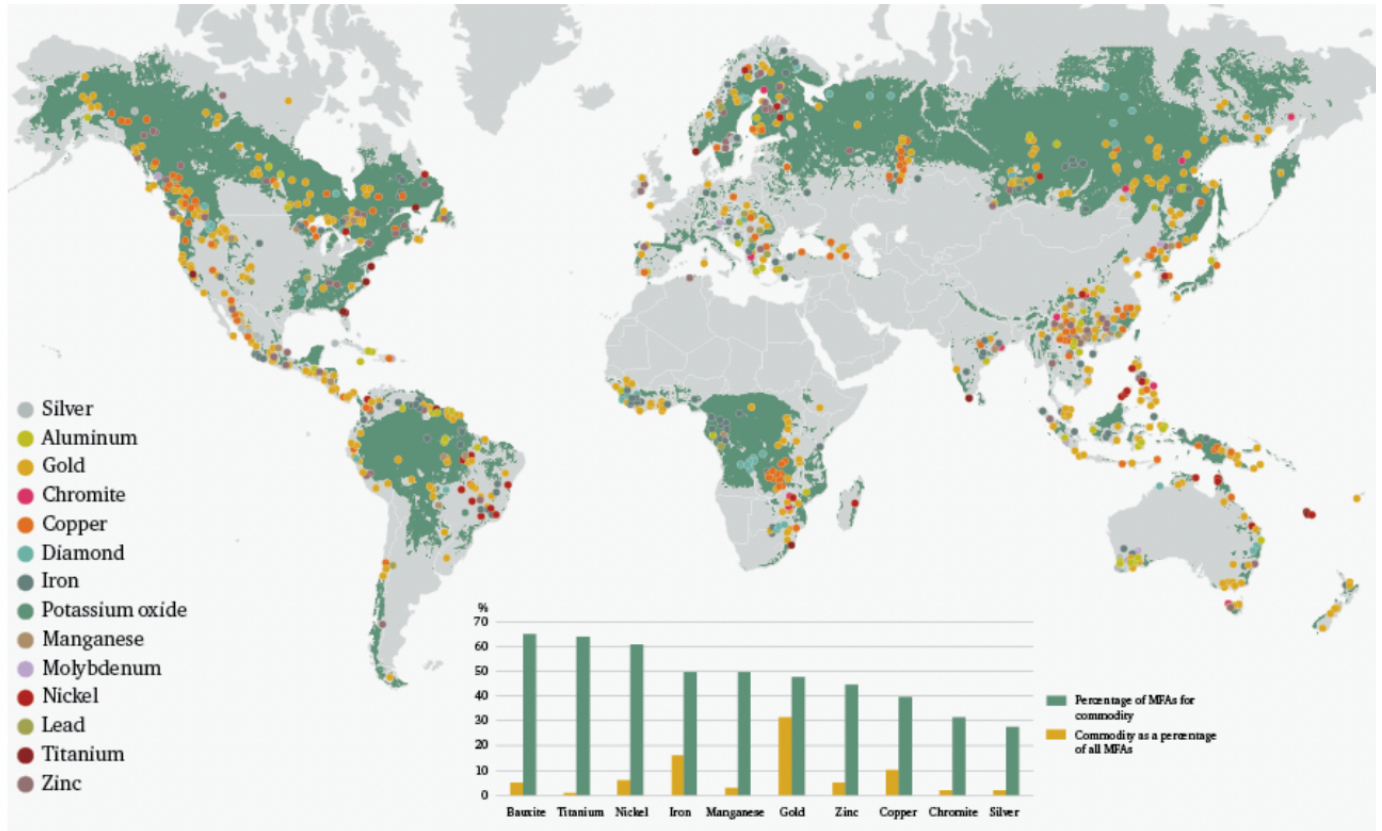 Silver
Aluminum
Gold
Chromite
Copper
Diamond
Iron
Potassium oxide
Manganese
Molybdenum
Nickel
Lead
Titanium
Zinc
%
70
60
50
40
30
20
10
0
Bauxite Titanium Nickel Iron Manganese Gold Zinc Copper Chromite Silver
Percentage of MFAs for
commodity
Commodity as a percentage
of all MFAs